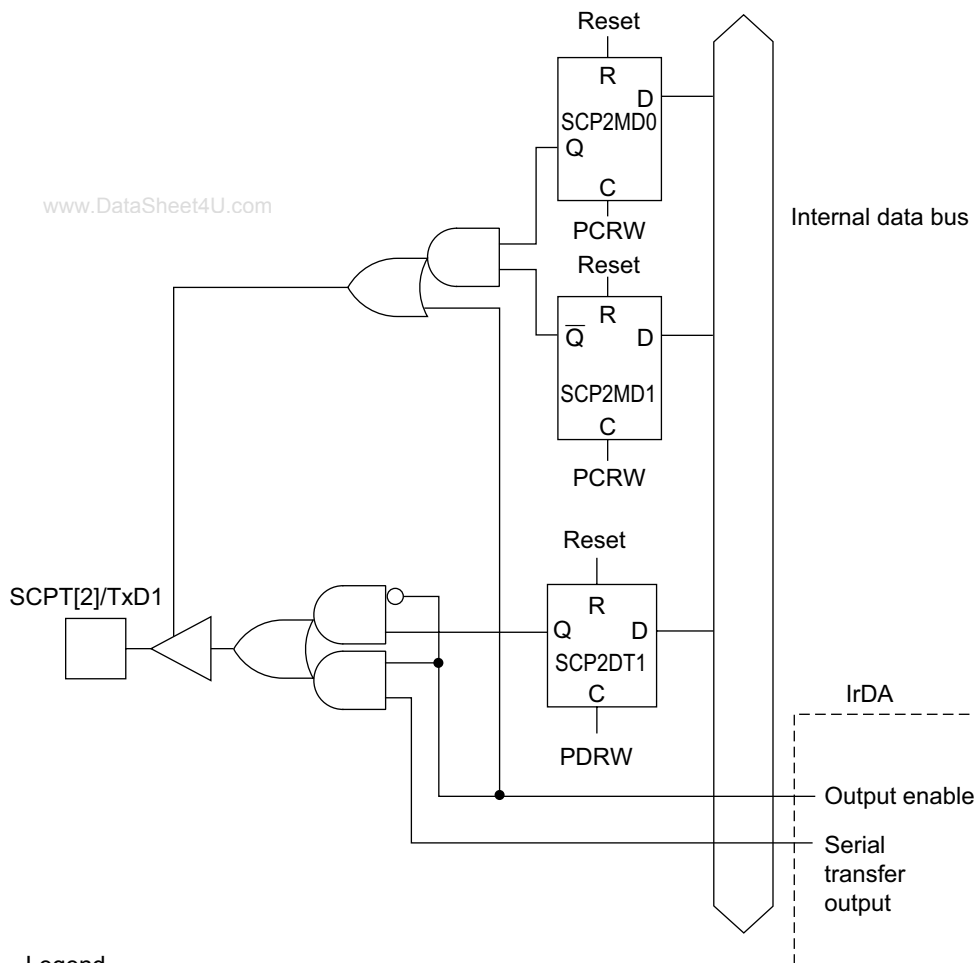 Reset
R
D
SCP2MD0
Q
C
PCRW
www.DataSheet4U.com
Internal data bus
Reset
R
Q
D
SCP2MD1
C
PCRW
Reset
SCPT[2]/TxD1
R
Q
D
SCP2DT1
C
PDRW
IrDA
Output enable
Serial
transfer
output
Legend